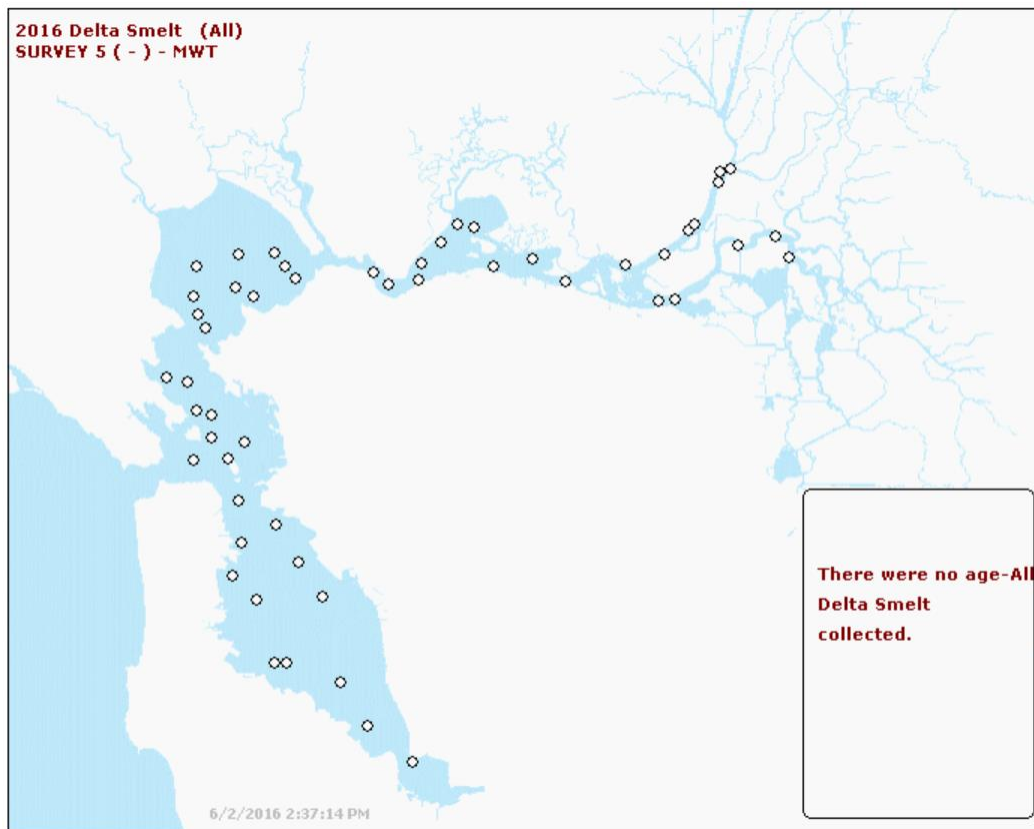 2016 Delta Smelt (All)
SURVEY 5 ( - ) - MWT
There were no age-All
Delta Smelt
collected.
6/2/2016 2:37:14 PM